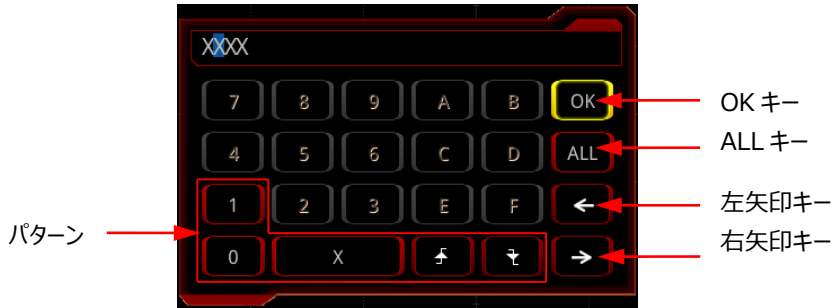 XXXX
7 8 9 A B OK
4 5 6 C D ALL
1 2 3 E F ←
0 X →
OK キー
ALL キー
左矢印キー
右矢印キー
パターン